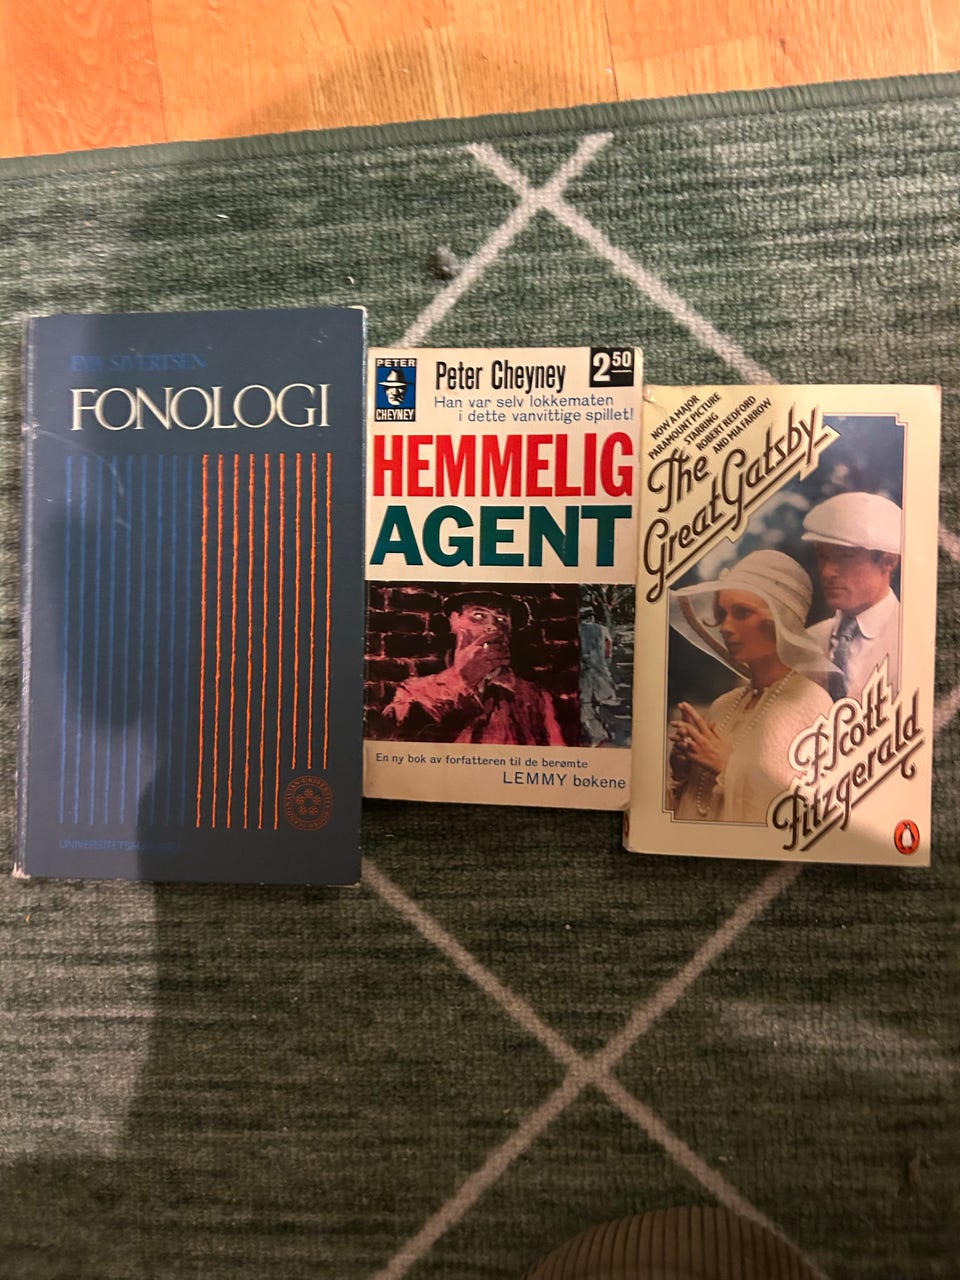 EVA SIVERTSEN
FONOLOGI
UNIVERSITETSFORLAGET
PETER
CHEYNEY
Peter Cheyney
2.50
Han var selv lokkematen
i dette vanvittige spillet!
HEMMELIG
AGENT
En ny bok av forfatteren til de berømte
LEMMY bøkene
NOW A MAJOR
PARAMOUNT PICTURE
STARRING
ROBERT REDFORD
AND MIA FARROW
The
Great Gatsby
F. Scott
Fitzgerald